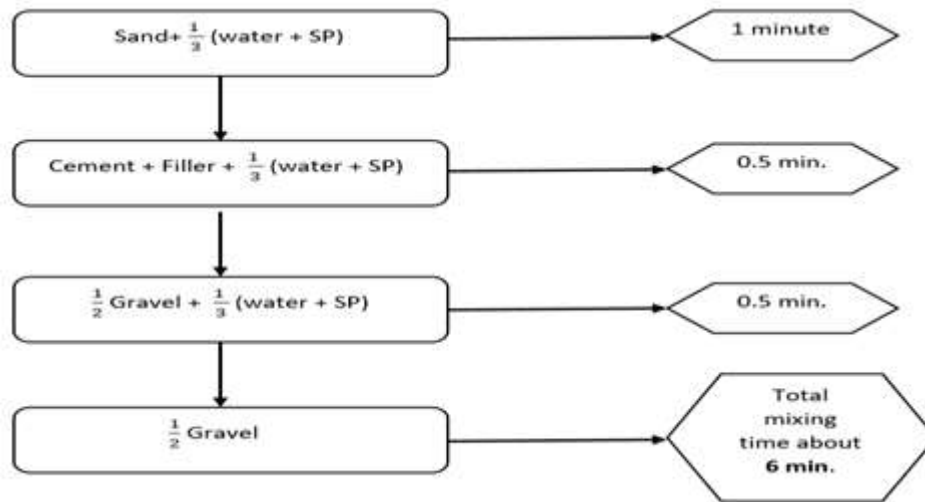 Sand+ 1/3 (water + SP)
1 minute
Cement + Filler + 1/3 (water + SP)
0.5 min.
1/2 Gravel + 1/3 (water + SP)
0.5 min.
1/2 Gravel
Total
mixing
time about
6 min.